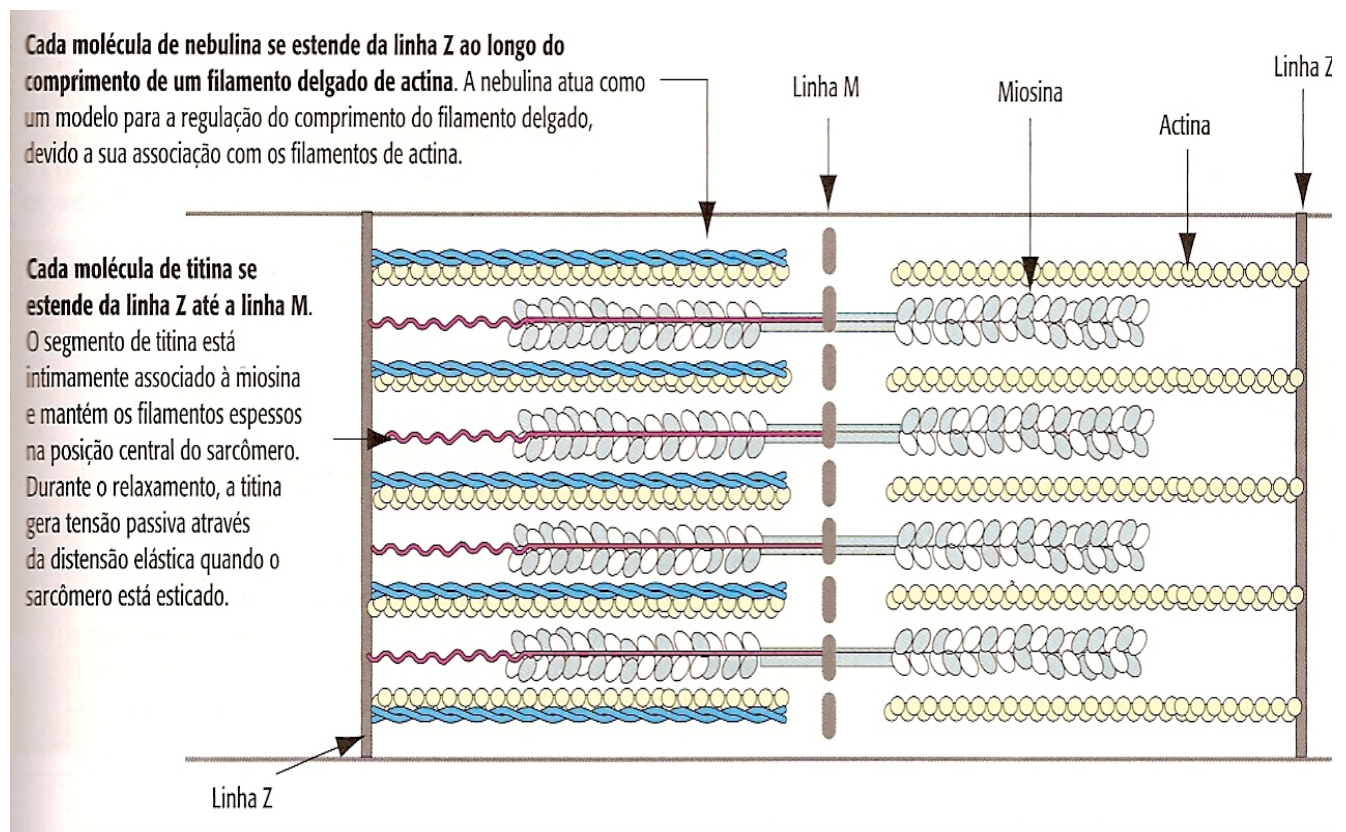 Cada molécula de nebulina se estende da linha Z ao longo do
comprimento de um filamento delgado de actina. A nebulina atua como
um modelo para a regulação do comprimento do filamento delgado,
devido a sua associação com os filamentos de actina.
Linha M
Miosina
Actina
Linha Z
Cada molécula de titina se
estende da linha Z até a linha M.
O segmento de titina está
intimamente associado à miosina
e mantém os filamentos espessos
na posição central do sarcômero.
Durante o relaxamento, a titina
gera tensão passiva através
da distensão elástica quando o
sarcômero está esticado.
Linha Z